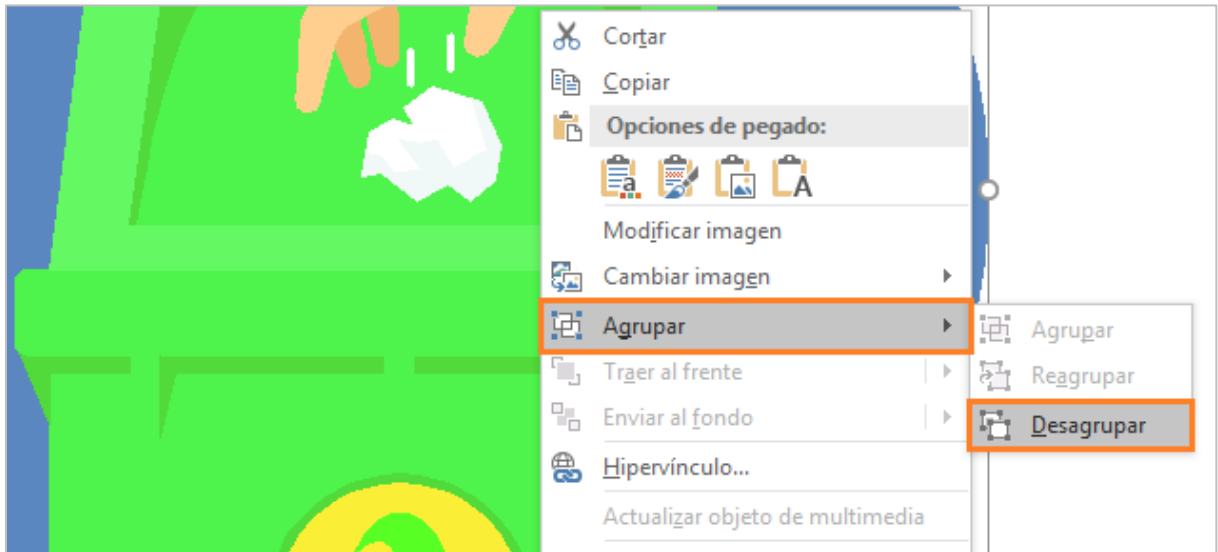 Cortar
Copiar
Opciones de pegado:
Modificar imagen
Cambiar imagen
Agrupar
Agrupar
Traer al frente
Reagrupar
Enviar al fondo
Desagrupar
Hipervínculo...
Actualizar objeto de multimedia